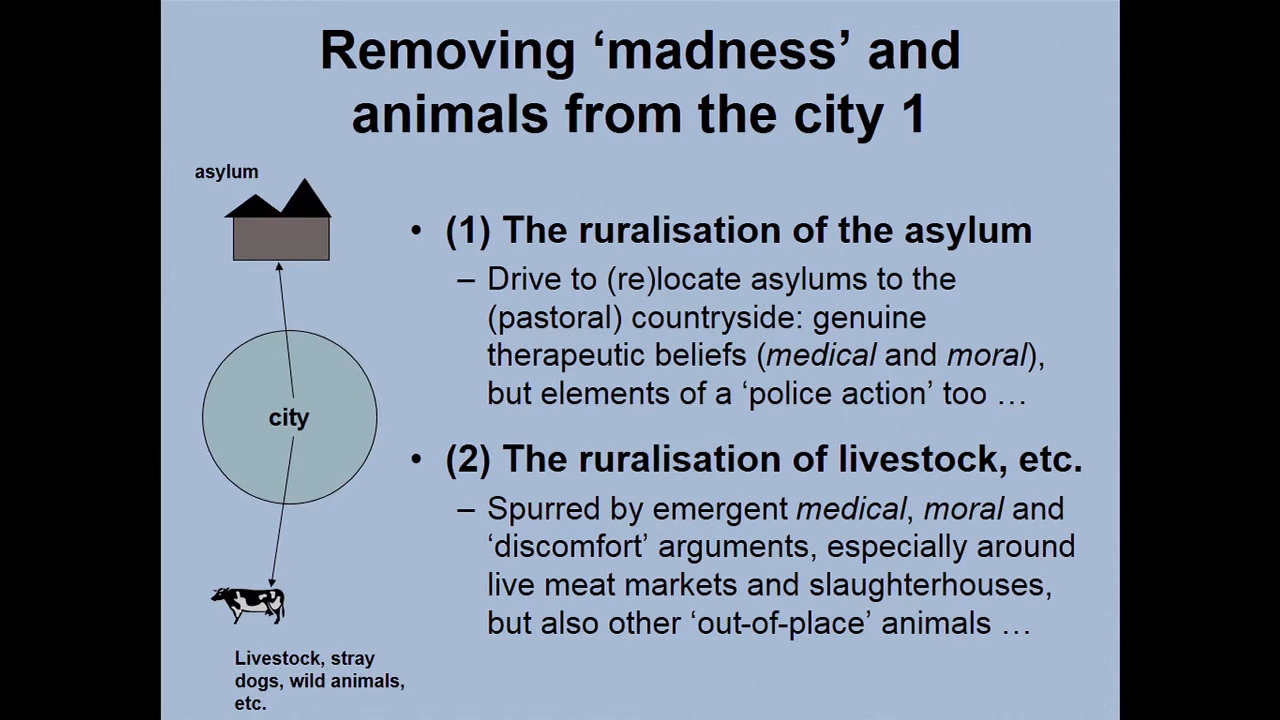 Removing ‘madness’ and
animals from the city 1
asylum
city
Livestock, stray
dogs, wild animals,
etc.
• (1) The ruralisation of the asylum
– Drive to (re)locate asylums to the
(pastoral) countryside: genuine
therapeutic beliefs (medical and moral),
but elements of a ‘police action’ too …
• (2) The ruralisation of livestock, etc.
– Spurred by emergent medical, moral and
‘discomfort’ arguments, especially around
live meat markets and slaughterhouses,
but also other ‘out-of-place’ animals …